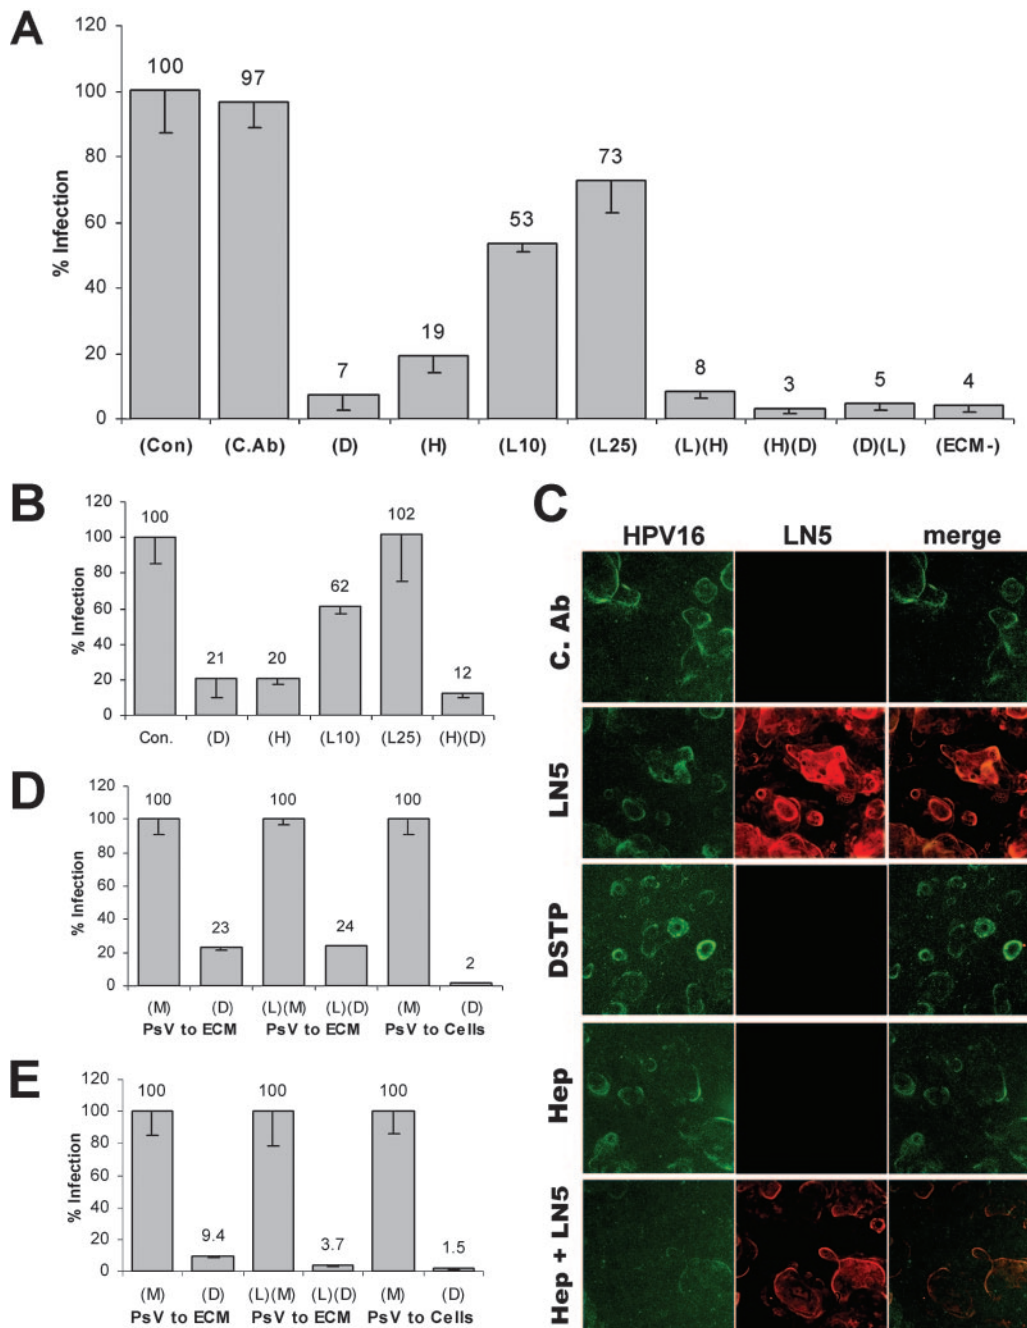 A
120
100
80
60
40
20
0
% Infection
100
97
7
19
53
73
8
3
5
4
(Con) (C.Ab) (D) (H) (L10) (L25) (L)(H) (H)(D) (D)(L) (ECM-)
B
120
100
80
60
40
20
0
% Infection
100
21
20
62
102
12
Con. (D) (H) (L10) (L25) (H)(D)
C
HPV16 LN5 merge
C. Ab
LN5
DSTP
Hep
Hep + LN5
D
120
100
80
60
40
20
0
% Infection
100
23
100
24
100
2
(M) (D) (L)(M) (L)(D) (M) (D)
PsV to ECM PsV to ECM PsV to Cells
E
120
100
80
60
40
20
0
% Infection
100
9.4
100
3.7
100
1.5
(M) (D) (L)(M) (L)(D) (M) (D)
PsV to ECM PsV to ECM PsV to Cells